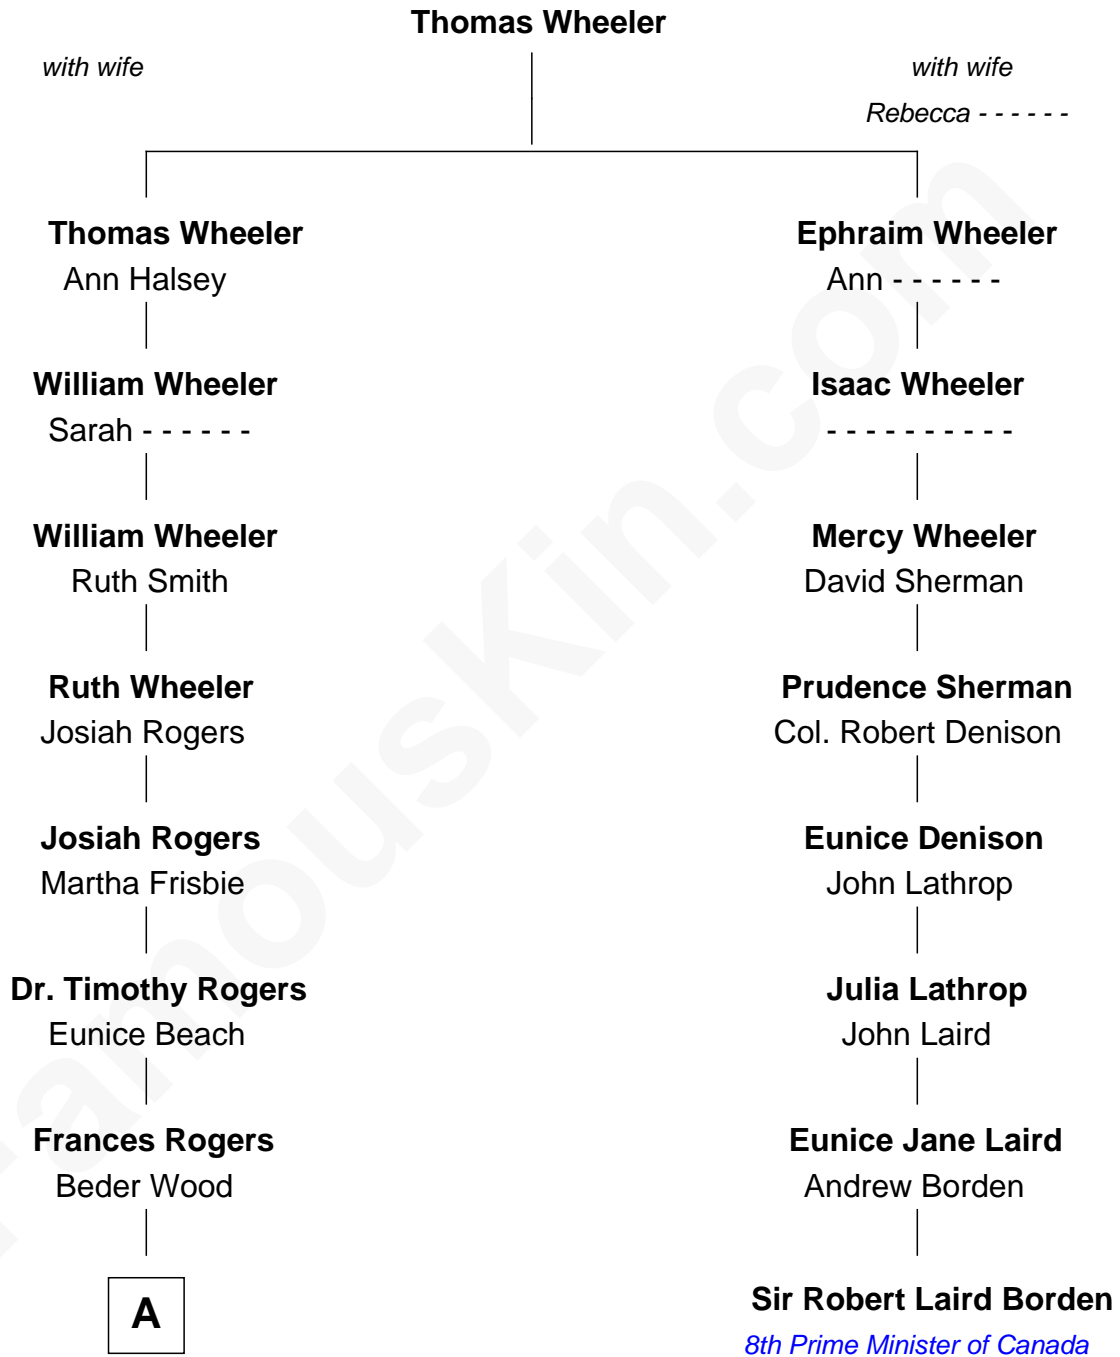 Thomas Wheeler
with wife
with wife
Rebecca - - - - - -
Thomas Wheeler
Ann Halsey
Ephraim Wheeler
Ann - - - - - -
William Wheeler
Sarah - - - - - -
Isaac Wheeler
- - - - - - - - - -
William Wheeler
Ruth Smith
Mercy Wheeler
David Sherman
Ruth Wheeler
Josiah Rogers
Prudence Sherman
Col. Robert Denison
Josiah Rogers
Martha Frisbie
Eunice Denison
John Lathrop
Dr. Timothy Rogers
Eunice Beach
Julia Lathrop
John Laird
Frances Rogers
Beder Wood
Eunice Jane Laird
Andrew Borden
A
Sir Robert Laird Borden
8th Prime Minister of Canada
FamousKin.com